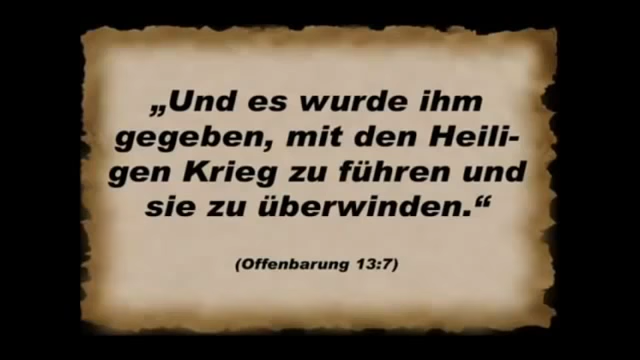 „Und es wurde ihm
gegeben, mit den Heili-
gen Krieg zu führen und
sie zu überwinden.“
(Offenbarung 13:7)